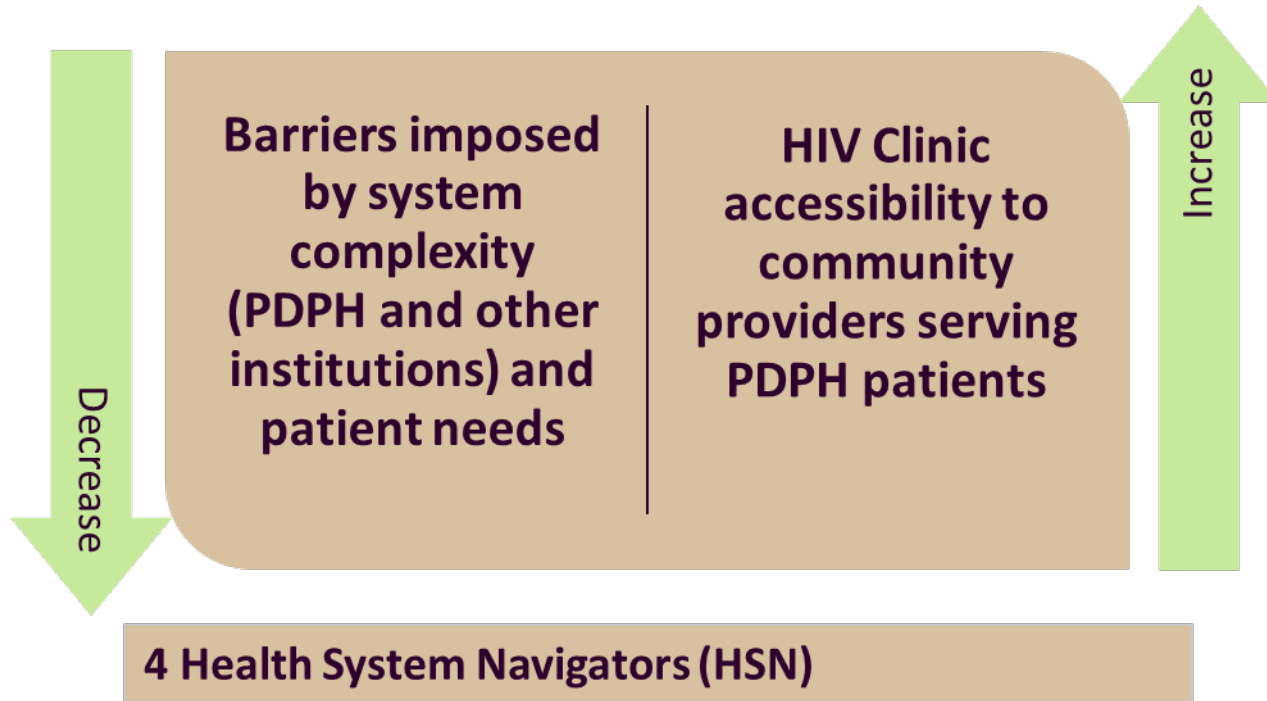 Decrease
Barriers imposed
by system
complexity
(PDPH and other
institutions) and
patient needs
HIV Clinic
accessibility to
community
providers serving
PDPH patients
Increase
4 Health System Navigators (HSN)